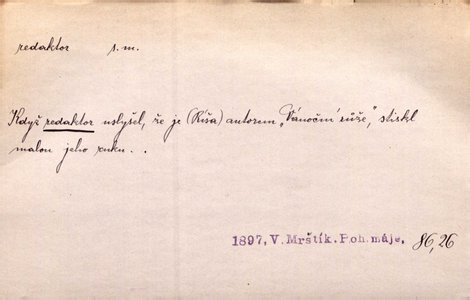 redaktor s.m.
Když redaktor uslyšel, že je (Ríša) autorem „Vánoční růže," stiskl
malou jeho ruku...
1897, V. Mrštík. Poh. máje, 86, 26